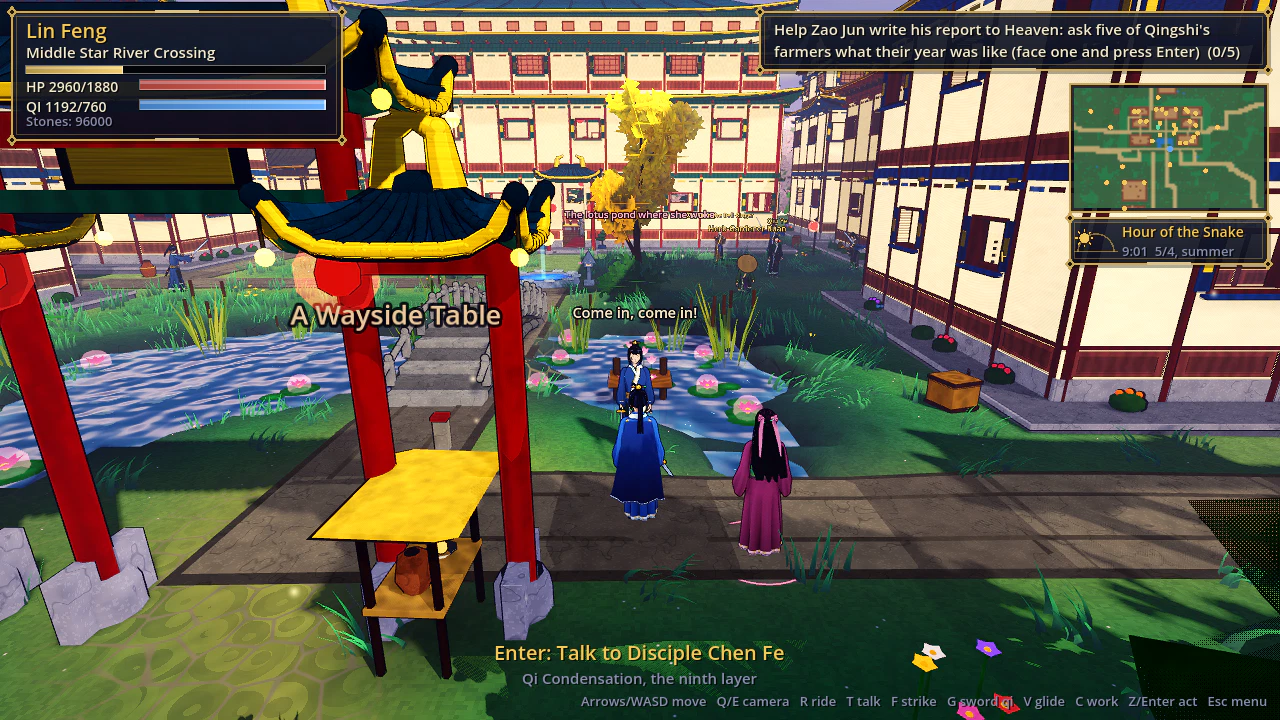 Lin Feng
Middle Star River Crossing
HP 2960/1880
QI 1192/760
Stones: 96000
Help Zao Jun write his report to Heaven: ask five of Qingshi's
farmers what their year was like (face one and press Enter) (0/5)
Hour of the Snake
9:01 5/4, summer
The lotus pond where she woke
A Wayside Table
Come in, come in!
Enter: Talk to Disciple Chen Fe
Qi Condensation, the ninth layer
Arrows/WASD move Q/E camera R ride T talk F strike G sword qi V glide C work Z/Enter act Esc menu